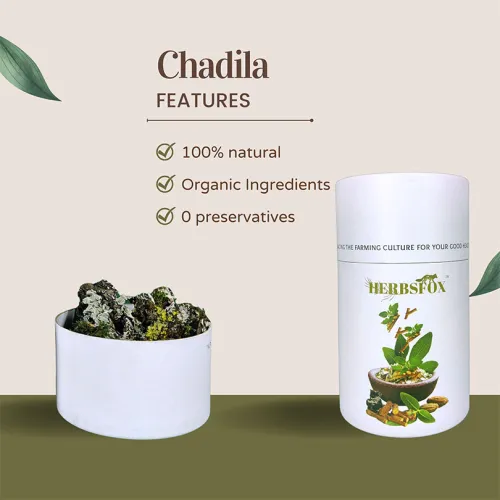 Chadila
FEATURES
100% natural
Organic Ingredients
0 preservatives
THE FARMING CULTURE FOR YOUR GOOD
HERBSFOX